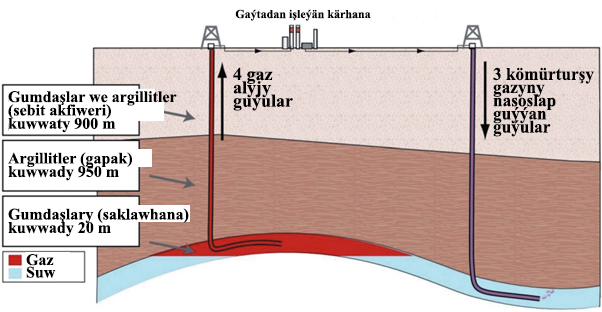 Gaýtadan işleýän kärhana
4 gaz
alyjy
guýular
3 kömürturşy
gazyny
nasoslap
guýýan
guýular
Gumdaşlar we argillitler
(sebit akfiweri)
kuwwaty 900 m
Argillitler (gapak)
kuwwady 950 m
Gumdaşlary (saklawhana)
kuwwady 20 m
Gaz
Suw